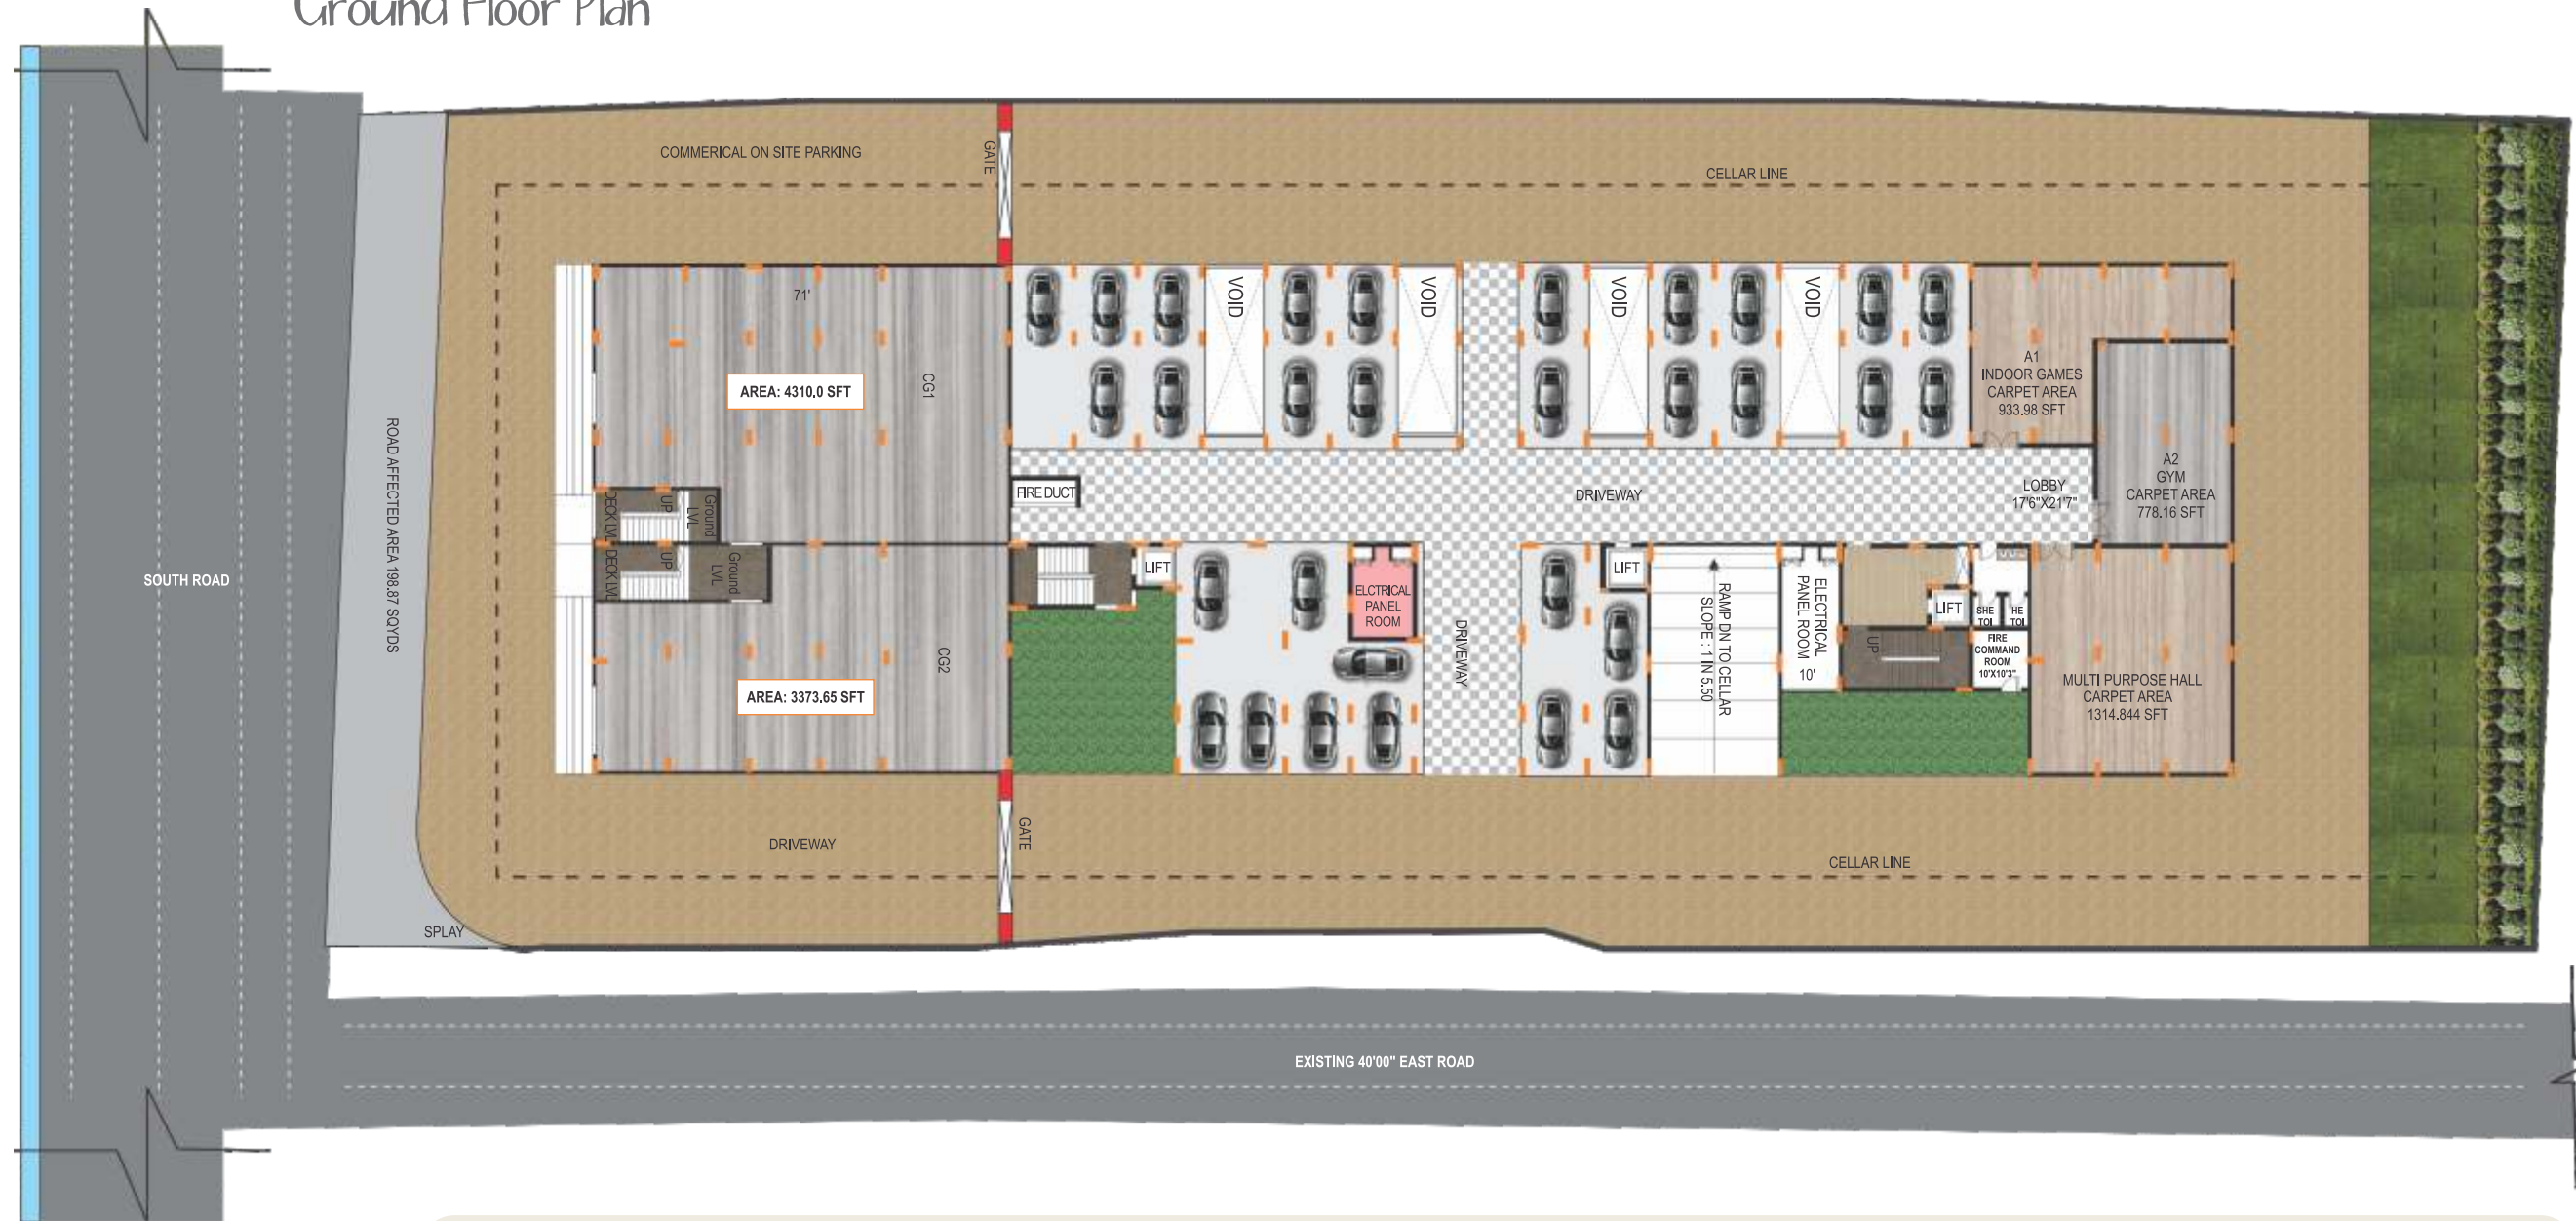 Ground Floor Plan
COMMERICAL ON SITE PARKING
GATE
CELLAR LINE
71'
VOID
VOID
VOID
VOID
AREA: 4310.0 SFT
CG1
A1
INDOOR GAMES
CARPET AREA
933.98 SFT
ROAD AFFECTED AREA 198.87 SQYDS
DECK LVL
UP
Ground
LVL
FIRE DUCT
DRIVEWAY
LOBBY
17'6"X21'7"
A2
GYM
CARPET AREA
778.16 SFT
SOUTH ROAD
DECK LVL
UP
Ground
LVL
LIFT
ELCTRICAL
PANEL
ROOM
DRIVEWAY
LIFT
RAMP DN TO CELLAR
SLOPE : 1 IN 5.50
ELECTRICAL
PANEL ROOM
10'
LIFT
UP
SHE
TOI
HE
TOI
FIRE
COMMAND
ROOM
10'X10'3"
CG2
AREA: 3373.65 SFT
MULTI PURPOSE HALL
CARPET AREA
1314.844 SFT
DRIVEWAY
GATE
CELLAR LINE
SPLAY
EXISTING 40'00" EAST ROAD